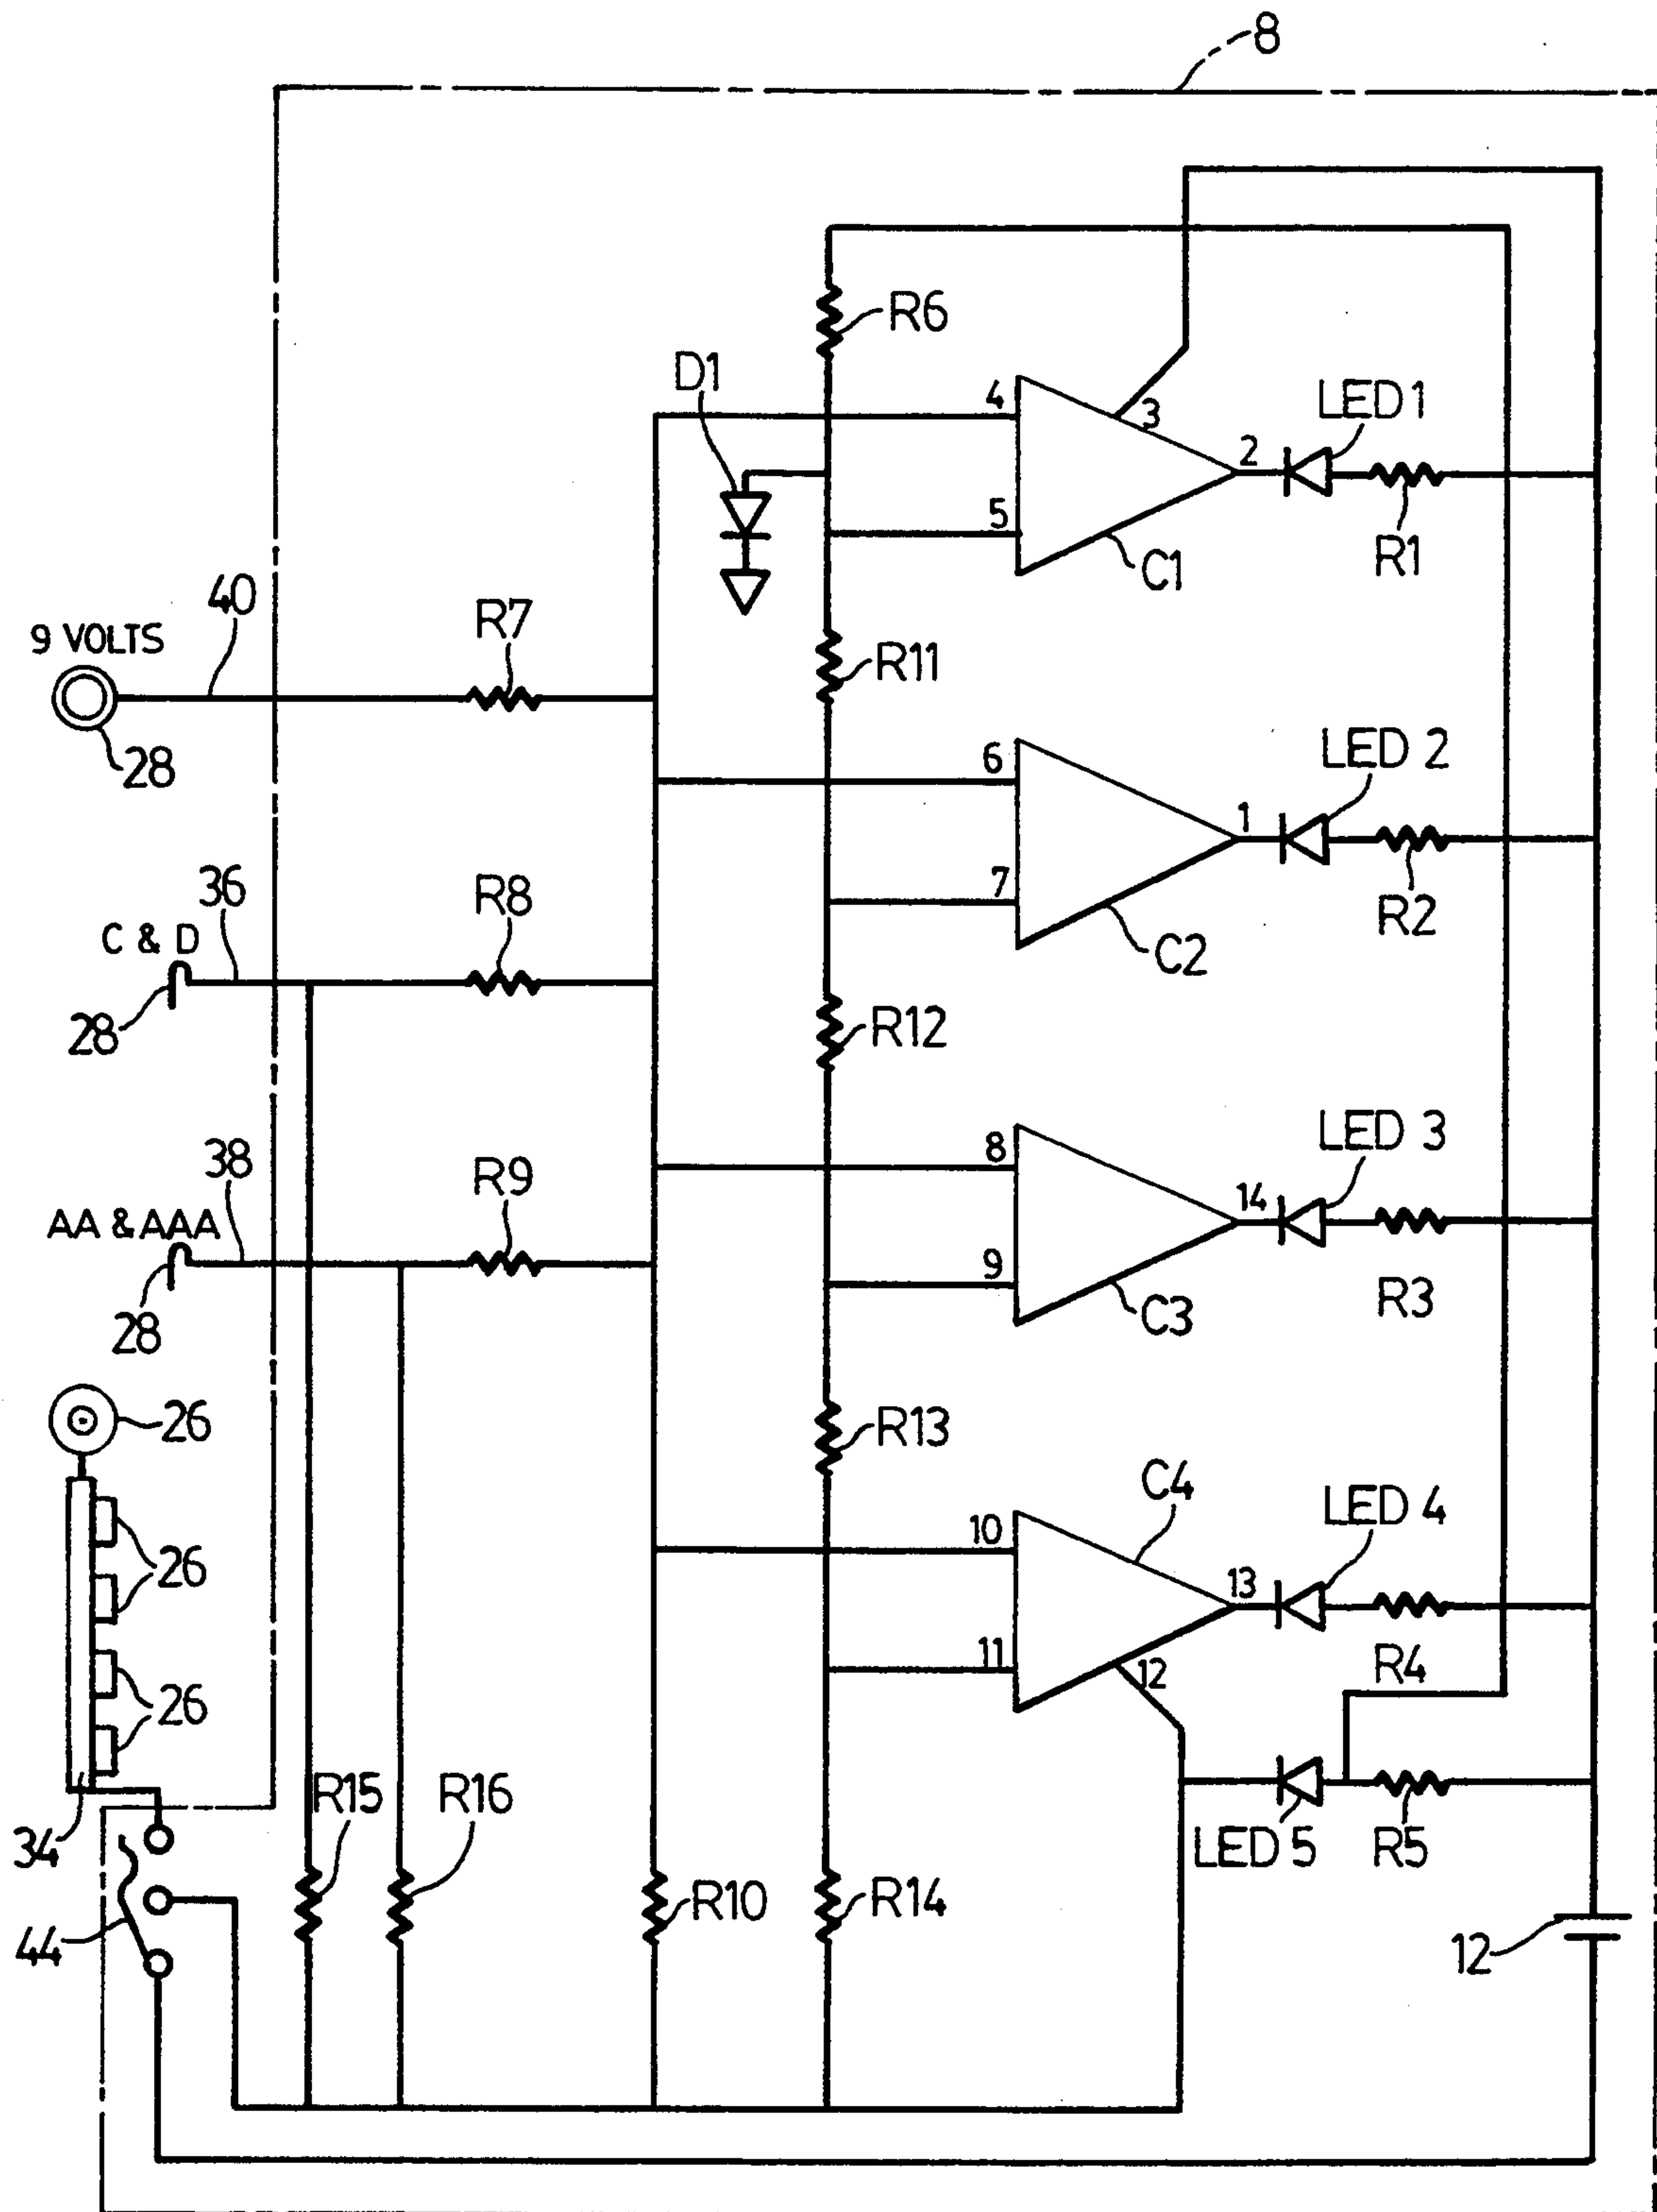 8
R6
D1
4
3
LED 1
2
5
C1
R1
40
R7
9 VOLTS
R11
28
6
LED 2
1
36
R8
7
C & D
C2
R2
28
R12
38
R9
8
LED 3
14
AA & AAA
9
28
C3
R3
26
R13
C4
LED 4
10
26
13
11
12
R4
26
R15
R16
34
LED 5
R5
R10
R14
44
12